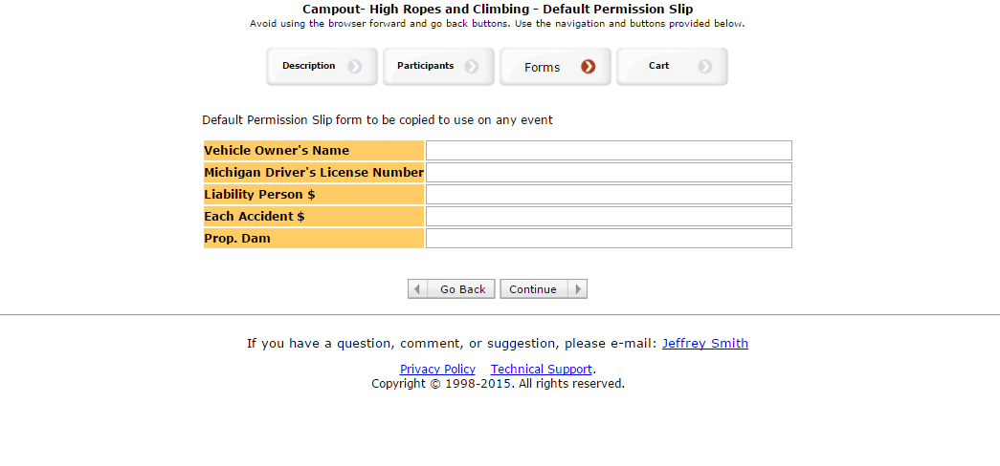 Campout- High Ropes and Climbing - Default Permission Slip
Avoid using the browser forward and go back buttons. Use the navigation and buttons provided below.
Description Participants Forms Cart
Default Permission Slip form to be copied to use on any event
Vehicle Owner's Name
Michigan Driver's License Number
Liability Person $
Each Accident $
Prop. Dam
Go Back Continue
If you have a question, comment, or suggestion, please e-mail: Jeffrey Smith
Privacy Policy Technical Support.
Copyright © 1998-2015. All rights reserved.